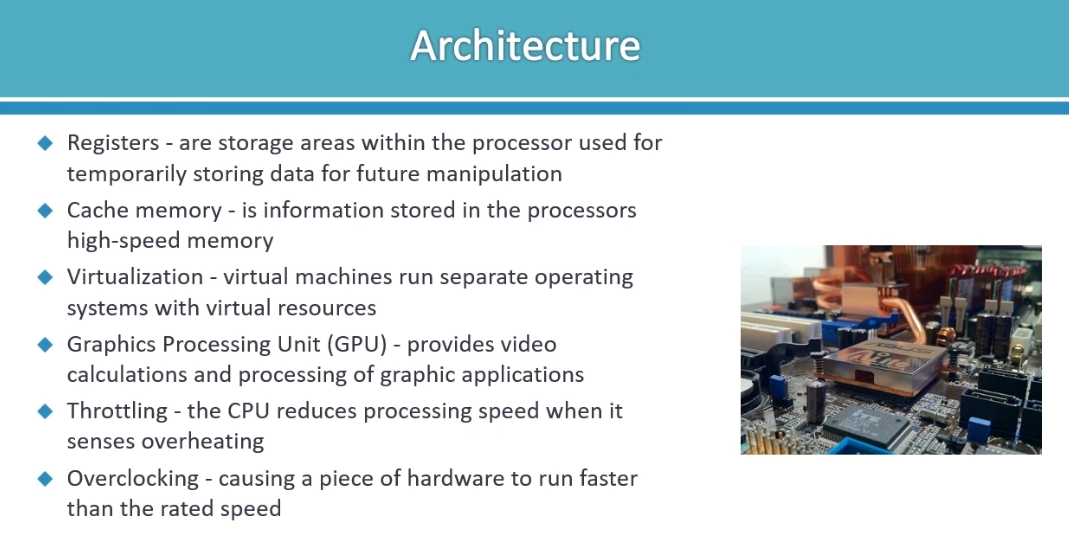 Architecture
Registers - are storage areas within the processor used for
temporarily storing data for future manipulation
Cache memory - is information stored in the processors
high-speed memory
Virtualization - virtual machines run separate operating
systems with virtual resources
Graphics Processing Unit (GPU) - provides video
calculations and processing of graphic applications
Throttling - the CPU reduces processing speed when it
senses overheating
Overclocking - causing a piece of hardware to run faster
than the rated speed